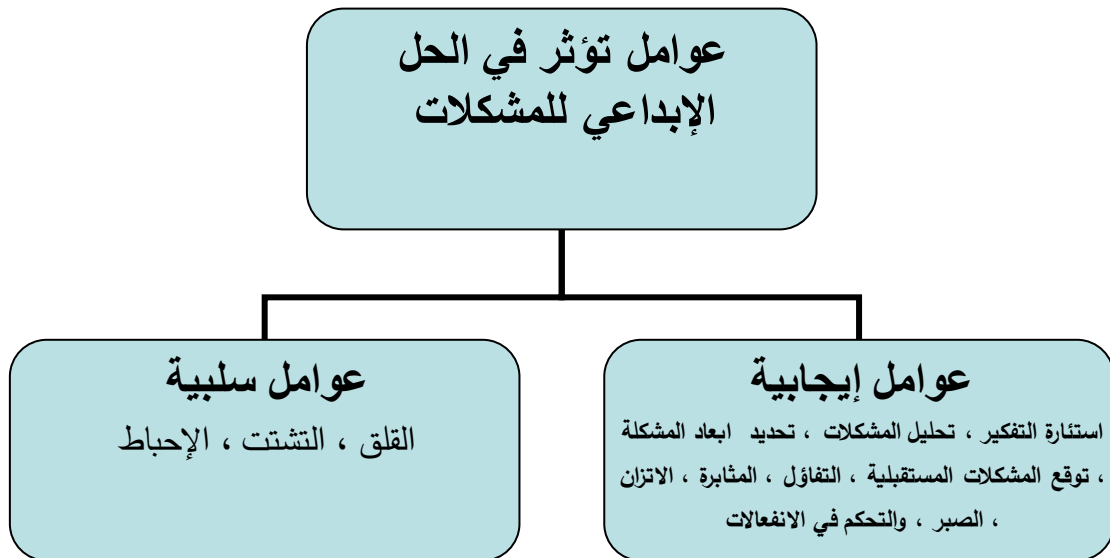 عوامل تؤثر في الحل
الإبداعي للمشكلات
عوامل إيجابية
استثارة التفكير ، تحليل المشكلات ، تحديد ابعاد المشكلة
، توقع المشكلات المستقبلية ، التفاؤل ، المثابرة ، الاتزان
، الصبر ، والتحكم في الانفعالات
عوامل سلبية
القلق ، التشتت ، الإحباط